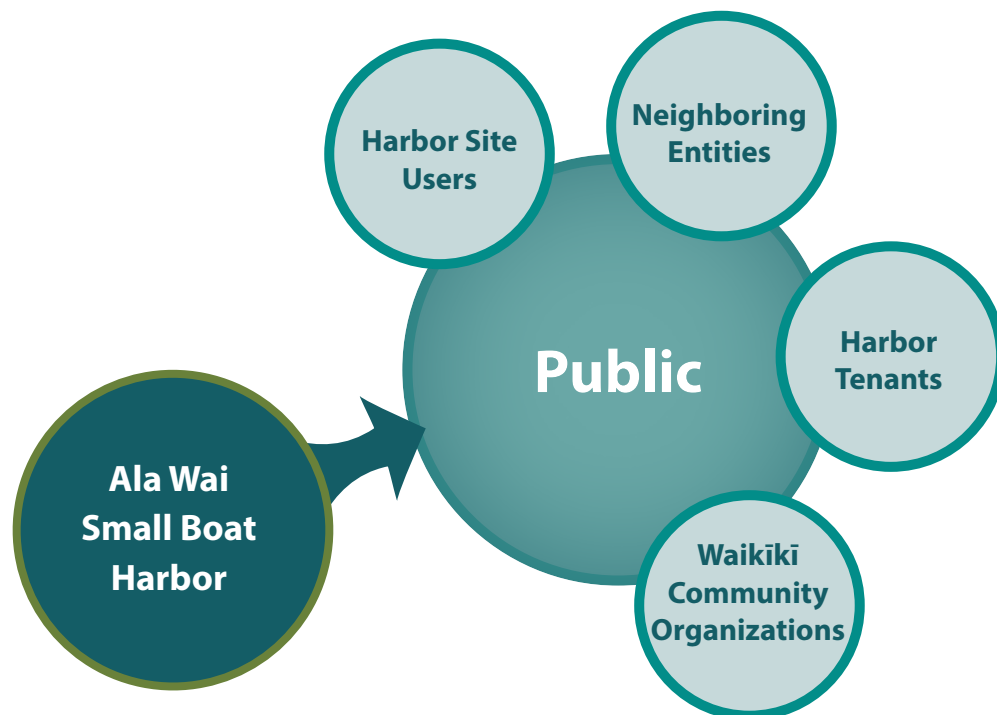 Harbor Site
Users
Neighboring
Entities
Public
Harbor
Tenants
Ala Wai
Small Boat
Harbor
Waikīkī
Community
Organizations